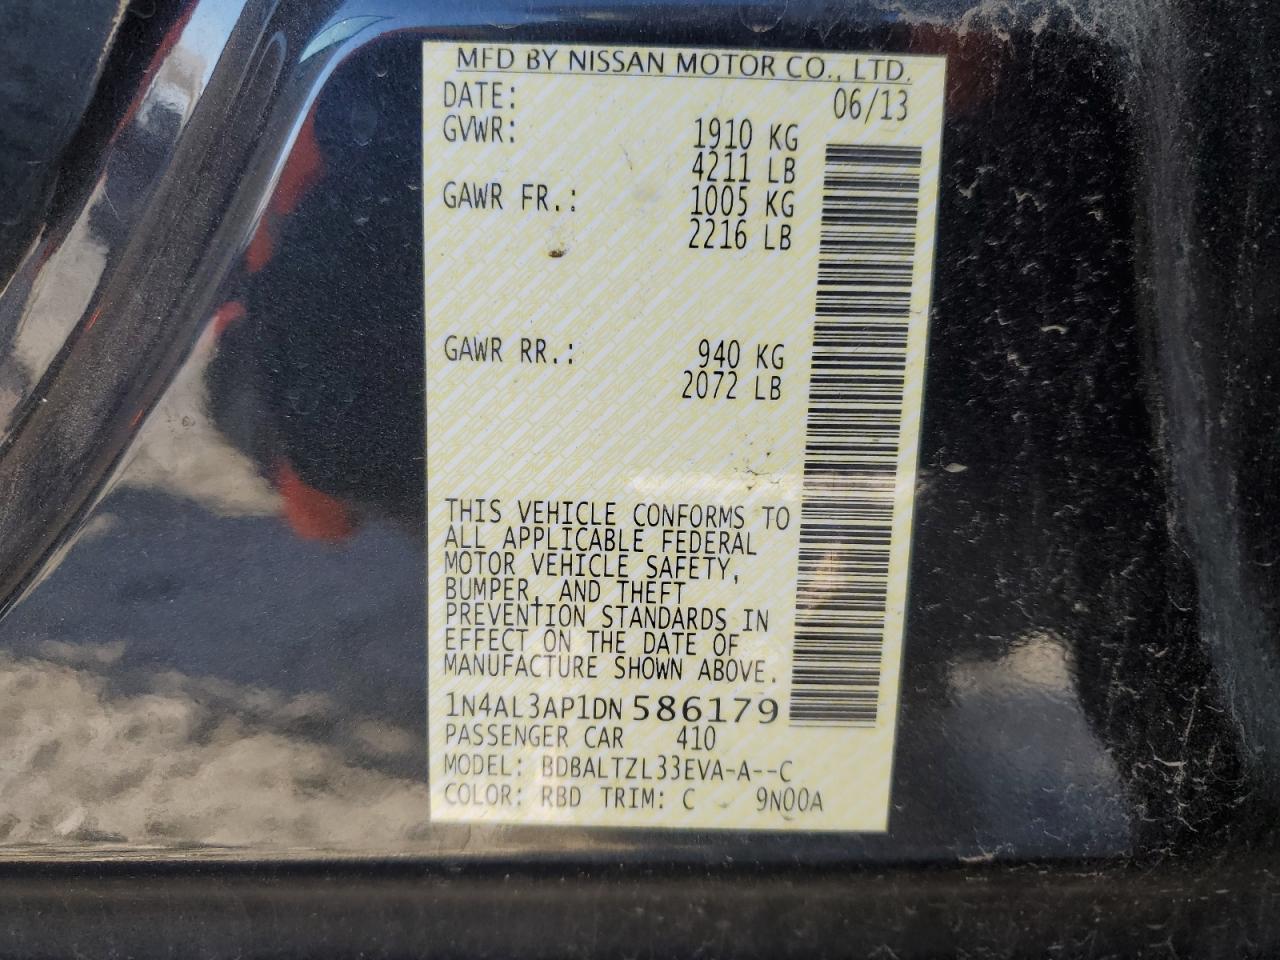 MFD BY NISSAN MOTOR CO., LTD.
DATE: 06/13
GVWR: 1910 KG
4211 LB
GAWR FR.: 1005 KG
2216 LB
GAWR RR.: 940 KG
2072 LB
THIS VEHICLE CONFORMS TO
ALL APPLICABLE FEDERAL
MOTOR VEHICLE SAFETY,
BUMPER, AND THEFT
PREVENTION STANDARDS IN
EFFECT ON THE DATE OF
MANUFACTURE SHOWN ABOVE.
1N4AL3AP1DN 586179
PASSENGER CAR 410
MODEL: BDBALTZL33EVA-A--C
COLOR: RBD TRIM: C 9N00A